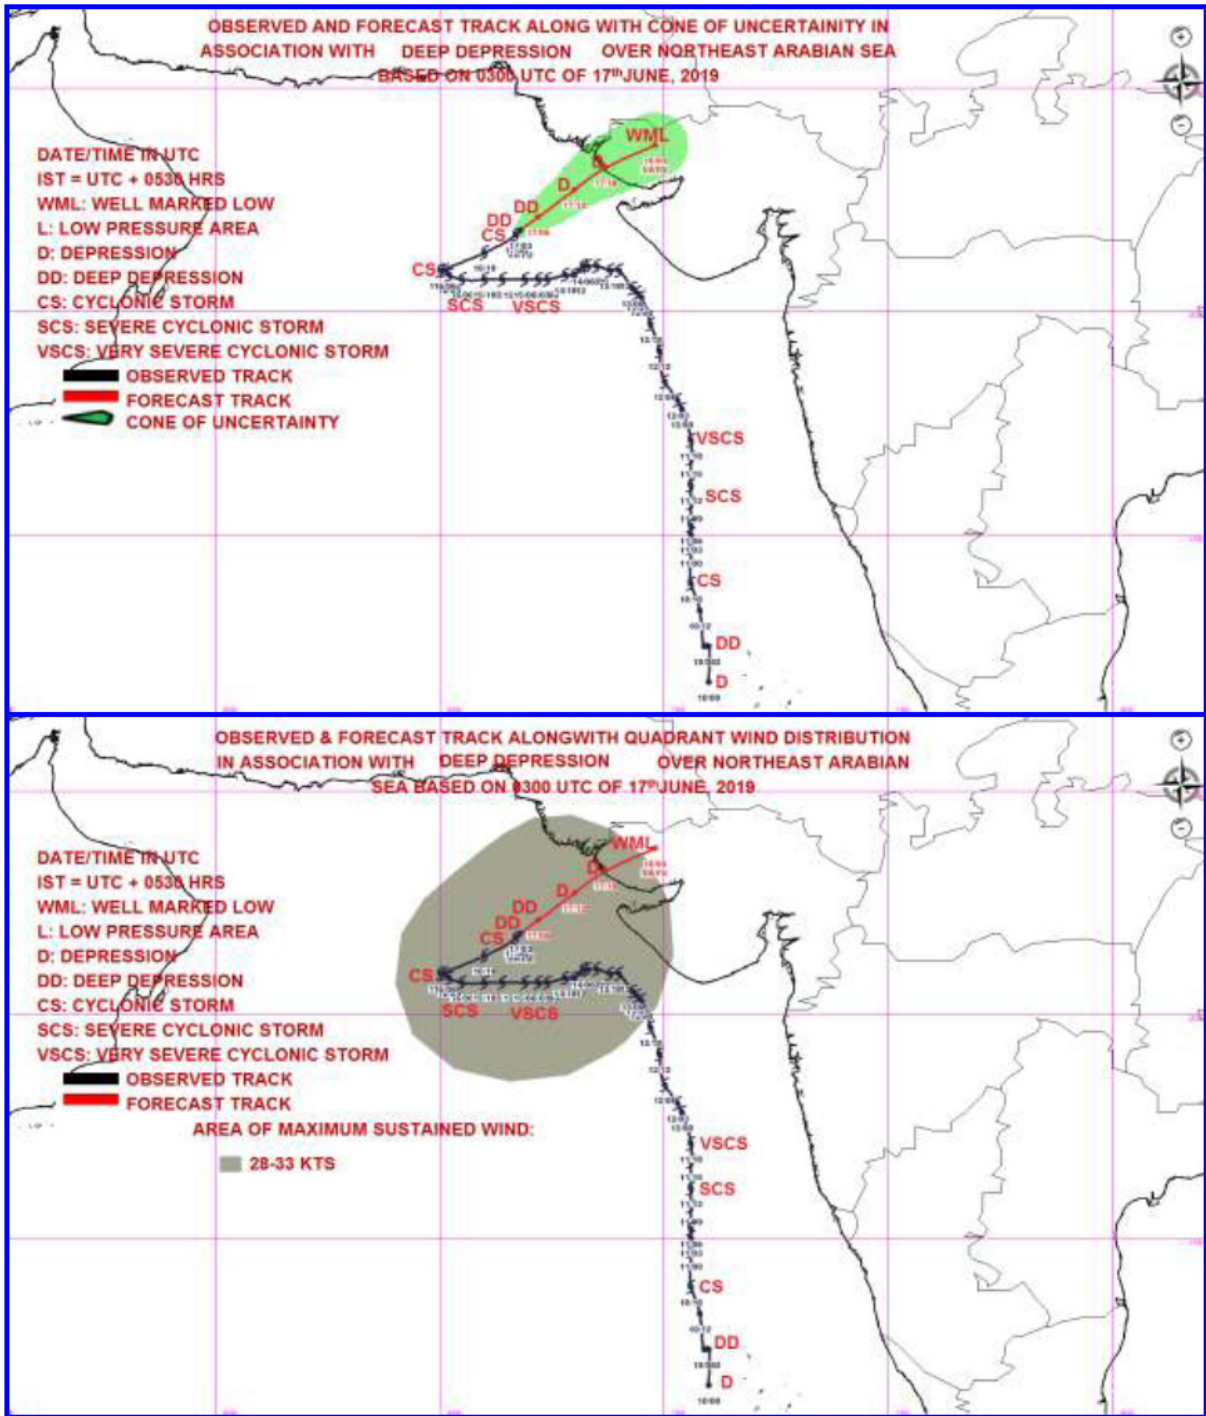 OBSERVED AND FORECAST TRACK ALONG WITH CONE OF UNCERTAINITY IN
ASSOCIATION WITH DEEP DEPRESSION OVER NORTHEAST ARABIAN SEA
BASED ON 0300 UTC OF 17th JUNE, 2019
DATE/TIME IN UTC
IST = UTC + 0530 HRS
WML: WELL MARKED LOW
L: LOW PRESSURE AREA
D: DEPRESSION
DD: DEEP DEPRESSION
CS: CYCLONIC STORM
SCS: SEVERE CYCLONIC STORM
VSCS: VERY SEVERE CYCLONIC STORM
OBSERVED TRACK
FORECAST TRACK
CONE OF UNCERTAINTY
WML
D
D
DD
DD
CS
CS
SCS
VSCS
VSCS
SCS
CS
DD
D
OBSERVED & FORECAST TRACK ALONGWITH QUADRANT WIND DISTRIBUTION
IN ASSOCIATION WITH DEEP DEPRESSION OVER NORTHEAST ARABIAN
SEA BASED ON 0300 UTC OF 17th JUNE, 2019
DATE/TIME IN UTC
IST = UTC + 0530 HRS
WML: WELL MARKED LOW
L: LOW PRESSURE AREA
D: DEPRESSION
DD: DEEP DEPRESSION
CS: CYCLONIC STORM
SCS: SEVERE CYCLONIC STORM
VSCS: VERY SEVERE CYCLONIC STORM
OBSERVED TRACK
FORECAST TRACK
AREA OF MAXIMUM SUSTAINED WIND:
28-33 KTS
WML
D
D
DD
DD
CS
CS
SCS
VSCS
VSCS
SCS
CS
DD
D